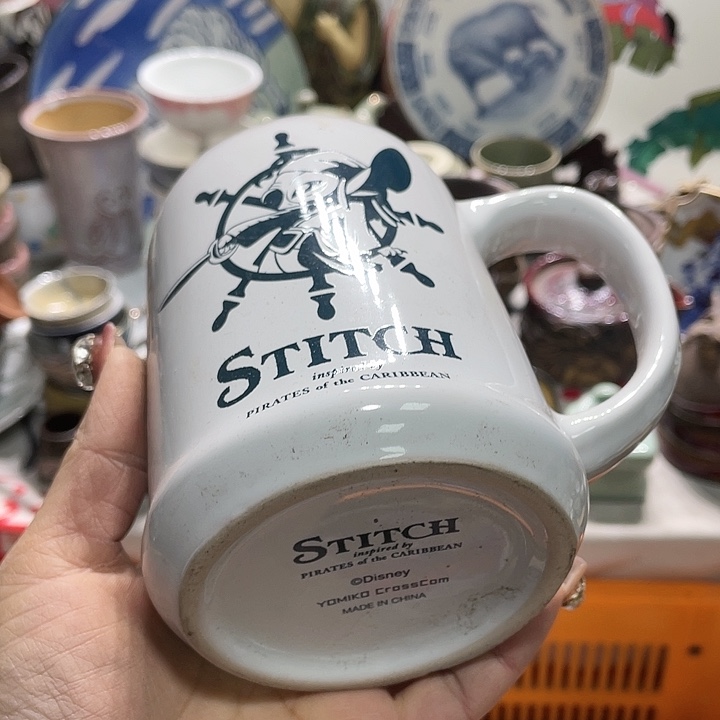 STITCH
inspired by
PIRATES of the CARIBBEAN
STITCH
inspired by
PIRATES of the CARIBBEAN
©Disney
YOMIKO CrossCom
MADE IN CHINA